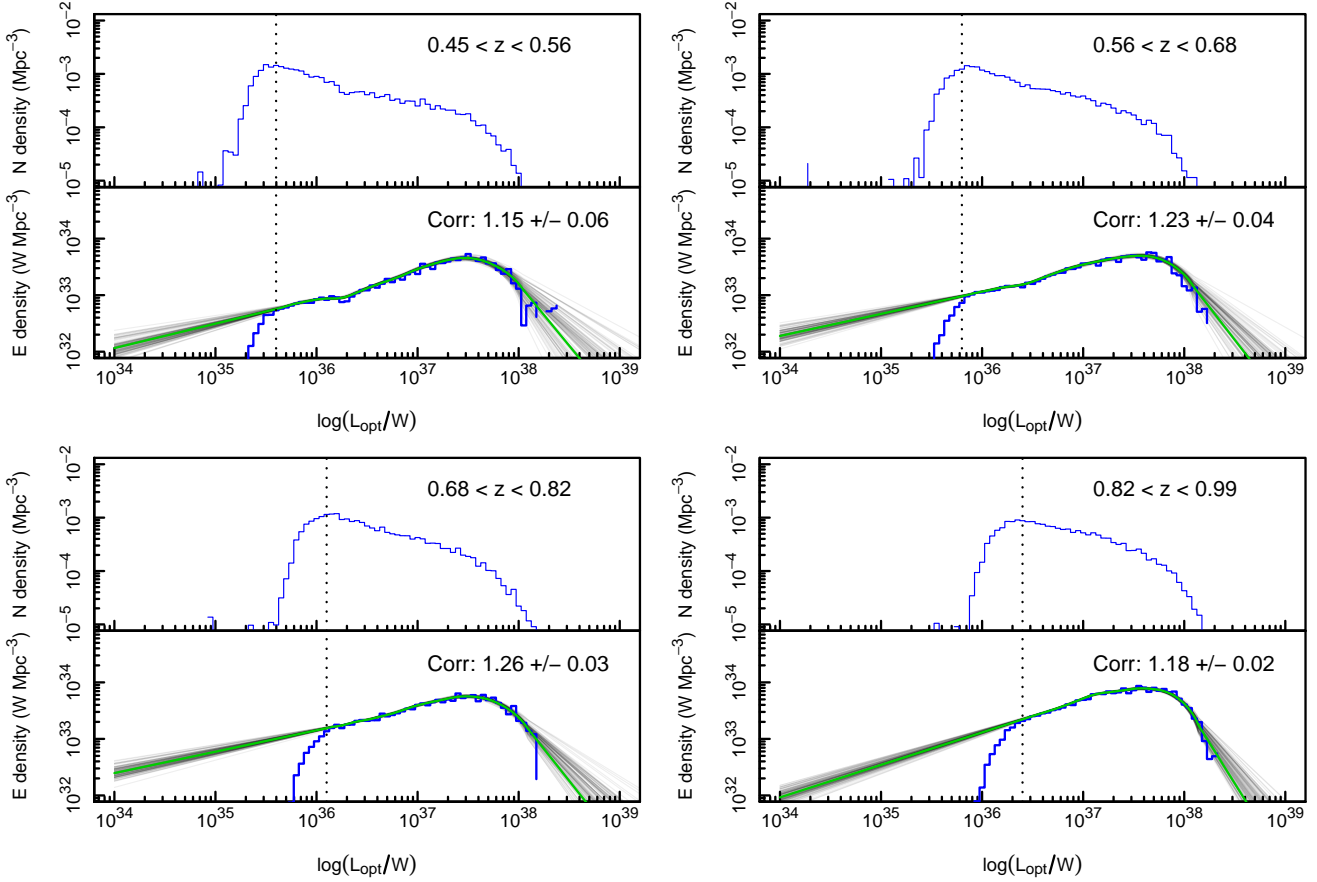 N density (Mpc⁻³)
10⁻⁵ 10⁻⁴ 10⁻³ 10⁻²
0.45 < z < 0.56
E density (W Mpc⁻³)
10³² 10³³ 10³⁴
Corr: 1.15 +/− 0.06
10³⁴ 10³⁵ 10³⁶ 10³⁷ 10³⁸ 10³⁹
log(Lₒₚₜ/W)
N density (Mpc⁻³)
10⁻⁵ 10⁻⁴ 10⁻³ 10⁻²
0.56 < z < 0.68
E density (W Mpc⁻³)
10³² 10³³ 10³⁴
Corr: 1.23 +/− 0.04
10³⁴ 10³⁵ 10³⁶ 10³⁷ 10³⁸ 10³⁹
log(Lₒₚₜ/W)
N density (Mpc⁻³)
10⁻⁵ 10⁻⁴ 10⁻³ 10⁻²
0.68 < z < 0.82
E density (W Mpc⁻³)
10³² 10³³ 10³⁴
Corr: 1.26 +/− 0.03
10³⁴ 10³⁵ 10³⁶ 10³⁷ 10³⁸ 10³⁹
log(Lₒₚₜ/W)
N density (Mpc⁻³)
10⁻⁵ 10⁻⁴ 10⁻³ 10⁻²
0.82 < z < 0.99
E density (W Mpc⁻³)
10³² 10³³ 10³⁴
Corr: 1.18 +/− 0.02
10³⁴ 10³⁵ 10³⁶ 10³⁷ 10³⁸ 10³⁹
log(Lₒₚₜ/W)